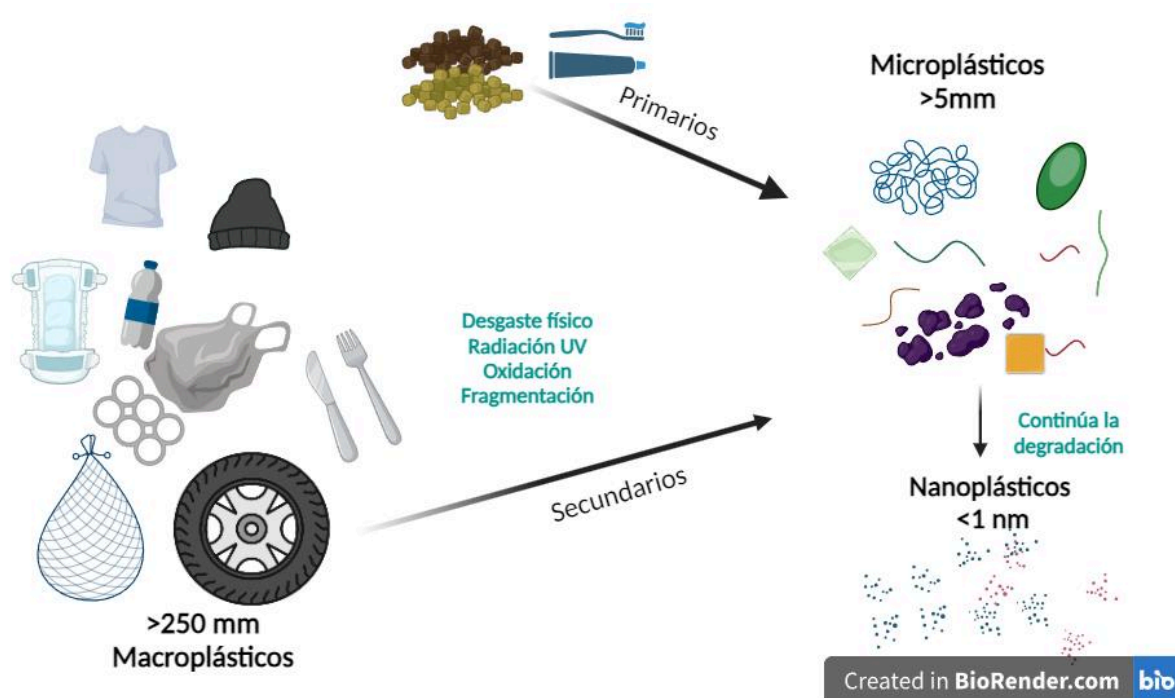 Primarios
Microplásticos
>5mm
Desgaste físico
Radiación UV
Oxidación
Fragmentación
Secundarios
Continúa la
degradación
Nanoplásticos
<1 nm
>250 mm
Macroplásticos
Created in BioRender.com bio